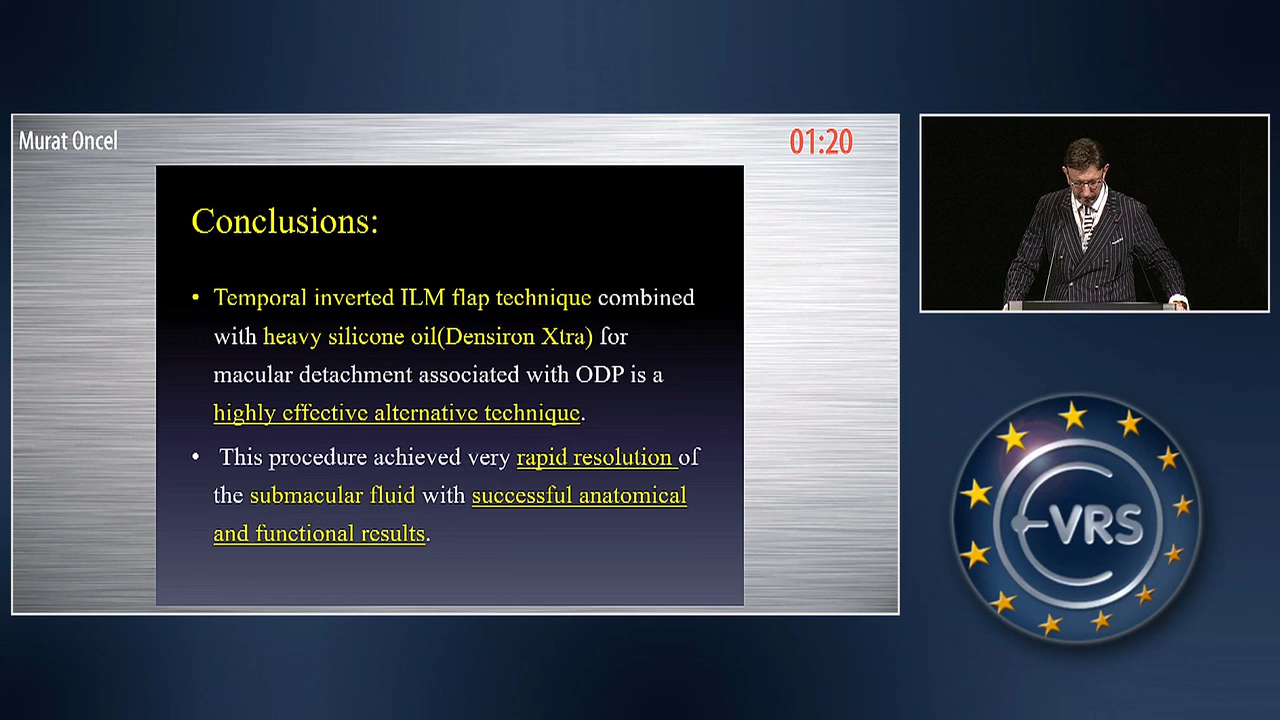 Murat Oncel
01:20
Conclusions:
• Temporal inverted ILM flap technique combined
with heavy silicone oil(Densiron Xtra) for
macular detachment associated with ODP is a
highly effective alternative technique.
• This procedure achieved very rapid resolution of
the submacular fluid with successful anatomical
and functional results.
EVRS